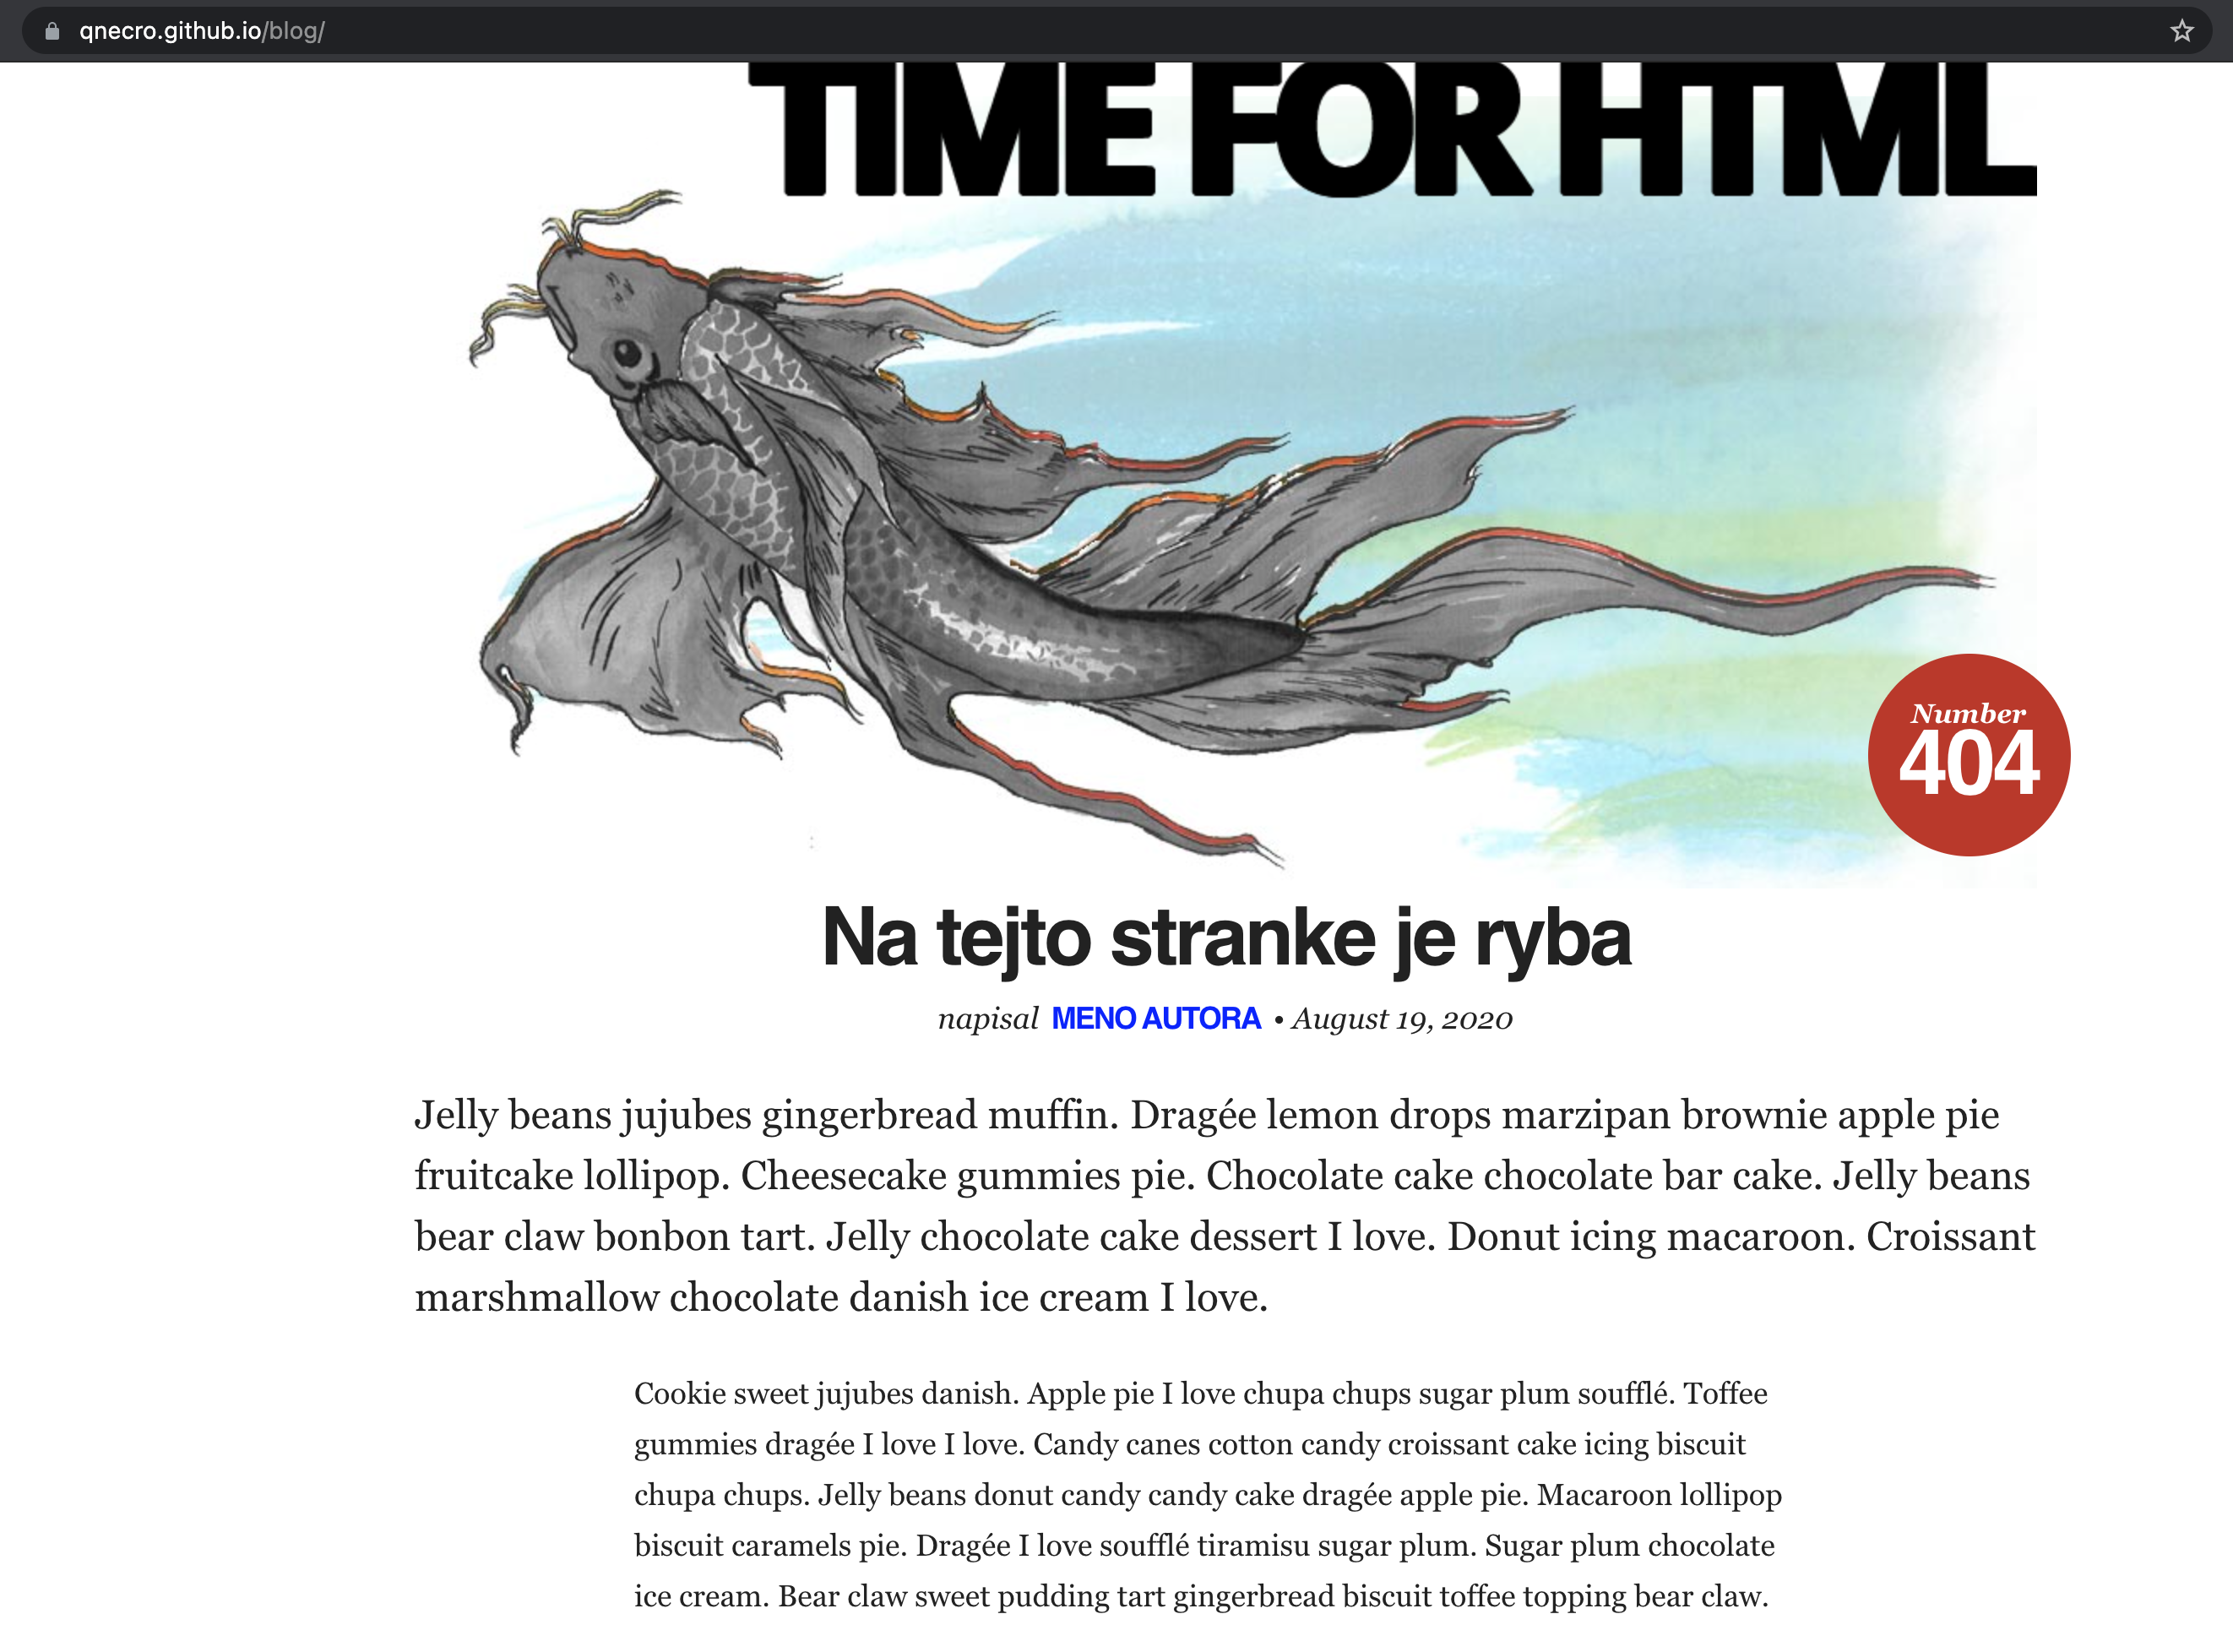 qnecro.github.io/blog/
TIME FOR HTML
Number
404
Na tejto stranke je ryba
napisal MENO AUTORA • August 19, 2020
Jelly beans jujubes gingerbread muffin. Dragée lemon drops marzipan brownie apple pie
fruitcake lollipop. Cheesecake gummies pie. Chocolate cake chocolate bar cake. Jelly beans
bear claw bonbon tart. Jelly chocolate cake dessert I love. Donut icing macaroon. Croissant
marshmallow chocolate danish ice cream I love.
Cookie sweet jujubes danish. Apple pie I love chupa chups sugar plum soufflé. Toffee
gummies dragée I love I love. Candy canes cotton candy croissant cake icing biscuit
chupa chups. Jelly beans donut candy candy cake dragée apple pie. Macaroon lollipop
biscuit caramels pie. Dragée I love soufflé tiramisu sugar plum. Sugar plum chocolate
ice cream. Bear claw sweet pudding tart gingerbread biscuit toffee topping bear claw.